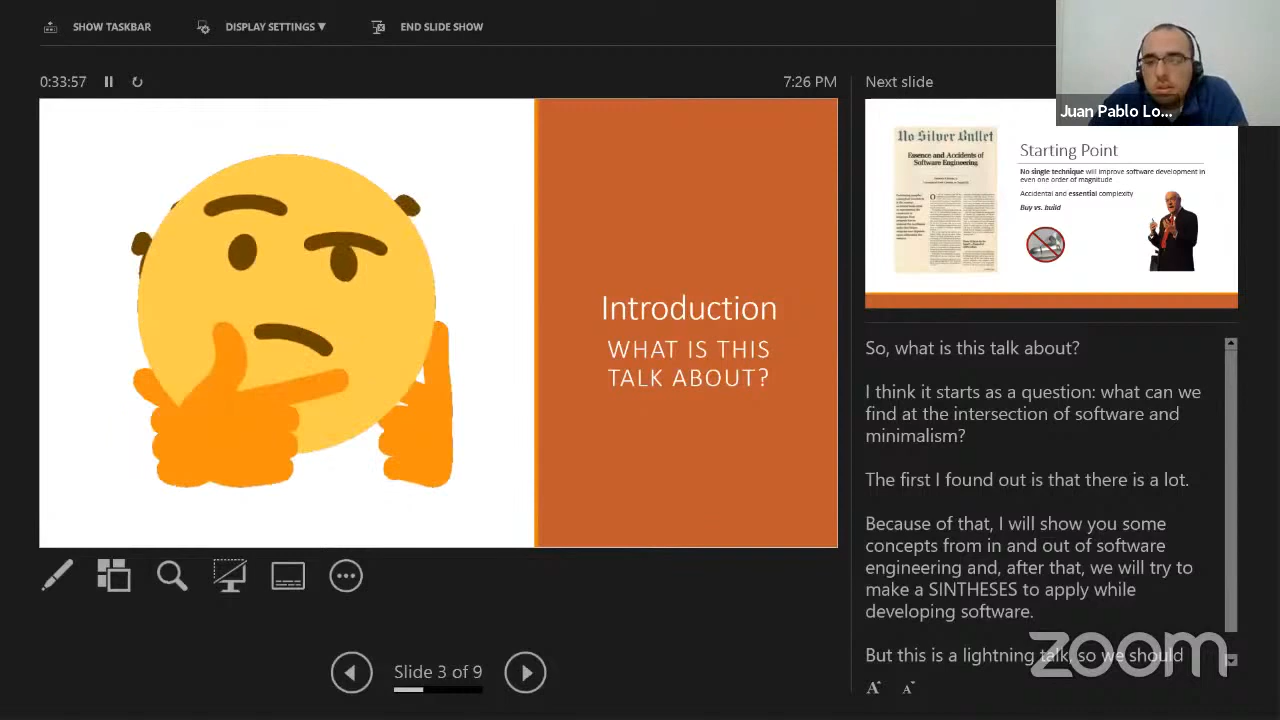 SHOW TASKBAR
DISPLAY SETTINGS ▼
END SLIDE SHOW
0:33:57
7:26 PM
Introduction
WHAT IS THIS
TALK ABOUT?
Slide 3 of 9
Next slide
Juan Pablo Lo...
No Silver Bullet
Essence and Accidents of
Software Engineering
Starting Point
No single technique will improve software development in
even one order of magnitude
Accidental and essential complexity
Buy vs. build
So, what is this talk about?
I think it starts as a question: what can we
find at the intersection of software and
minimalism?
The first I found out is that there is a lot.
Because of that, I will show you some
concepts from in and out of software
engineering and, after that, we will try to
make a SINTHESES to apply while
developing software.
But this is a lightning talk, so we should
zoom
A A